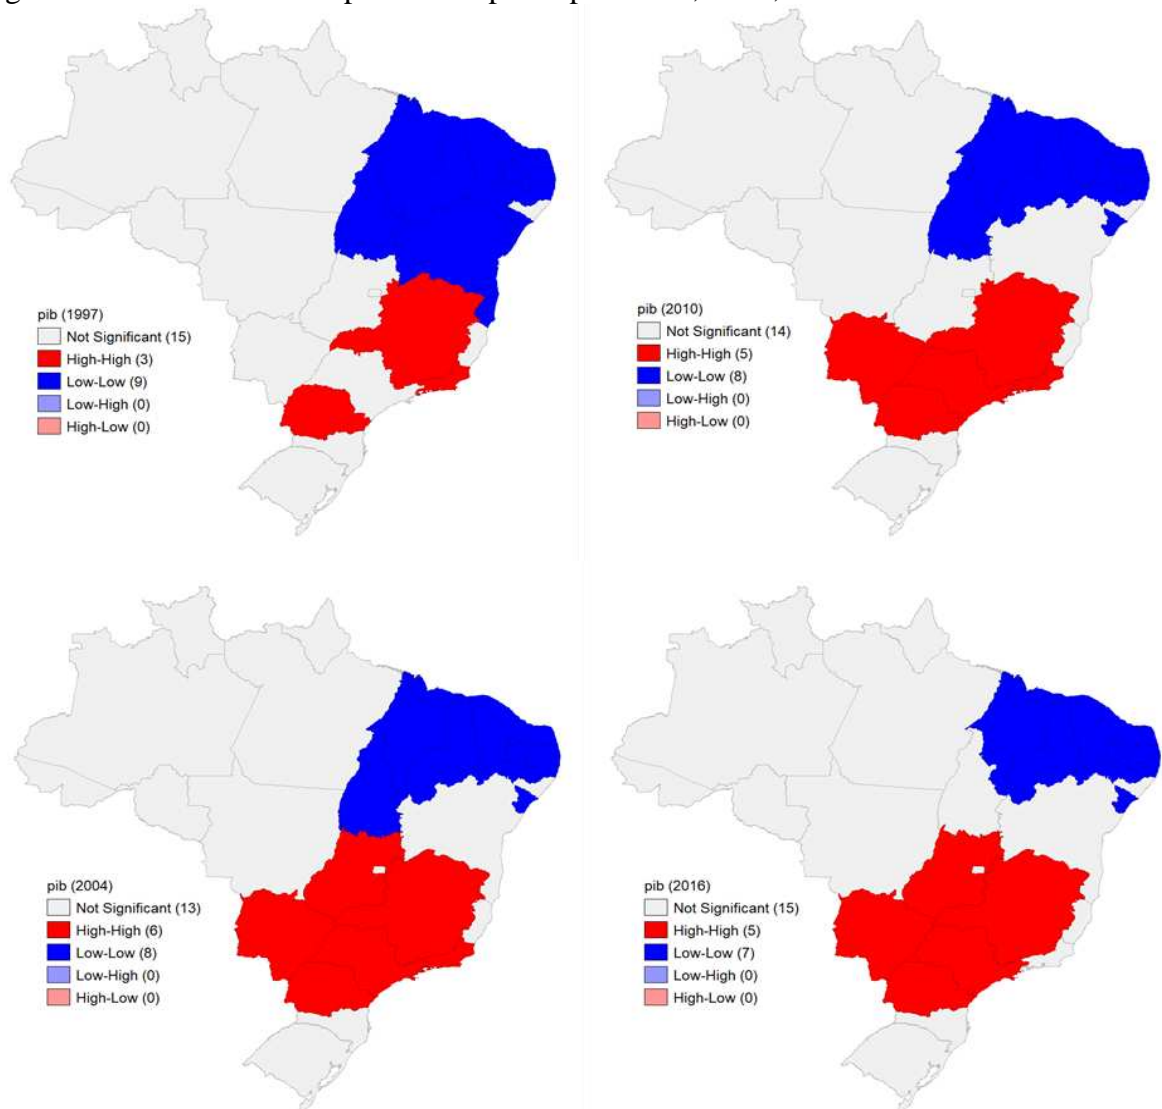 pib (1997)
Not Significant (15)
High-High (3)
Low-Low (9)
Low-High (0)
High-Low (0)
pib (2010)
Not Significant (14)
High-High (5)
Low-Low (8)
Low-High (0)
High-Low (0)
pib (2004)
Not Significant (13)
High-High (6)
Low-Low (8)
Low-High (0)
High-Low (0)
pib (2016)
Not Significant (15)
High-High (5)
Low-Low (7)
Low-High (0)
High-Low (0)